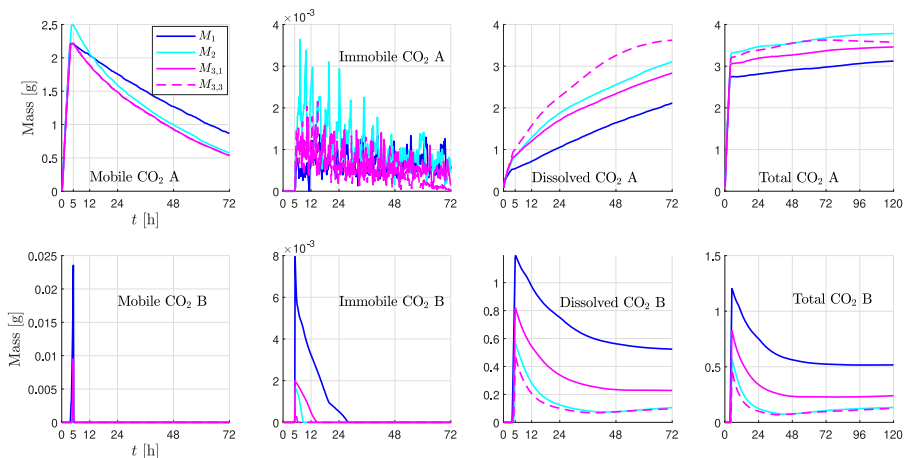 2.5
2
1.5
1
0.5
0
Mass [g]
M₁
M₂
M₃,₁
M₃,₃
Mobile CO₂ A
0 5 12 24 48 72
t [h]
4 ×10⁻³
3
2
1
0
Immobile CO₂ A
0 5 12 24 48 72
4
3
2
1
0
Dissolved CO₂ A
0 5 12 24 48 72
4
3
2
1
0
Total CO₂ A
0 5 24 48 72 96 120
0.025
0.02
0.015
0.01
0.005
0
Mass [g]
Mobile CO₂ B
0 5 12 24 48 72
t [h]
8 ×10⁻³
6
4
2
0
Immobile CO₂ B
0 5 12 24 48 72
1
0.8
0.6
0.4
0.2
0
Dissolved CO₂ B
0 5 12 24 48 72
1.5
1
0.5
0
Total CO₂ B
0 5 24 48 72 96 120